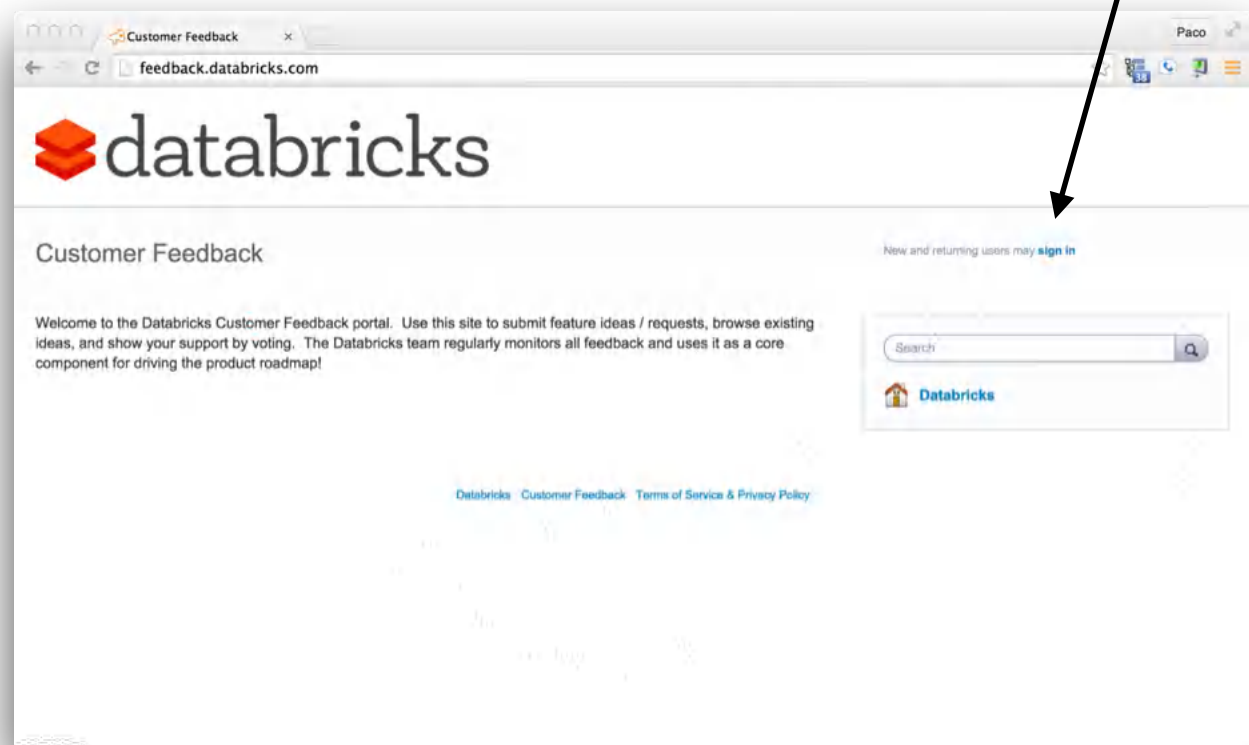 Customer Feedback
Paco
feedback.databricks.com
38
databricks
Customer Feedback
New and returning users may sign in
Welcome to the Databricks Customer Feedback portal. Use this site to submit feature ideas / requests, browse existing
ideas, and show your support by voting. The Databricks team regularly monitors all feedback and uses it as a core
component for driving the product roadmap!
Search
Databricks
Databricks Customer Feedback Terms of Service & Privacy Policy